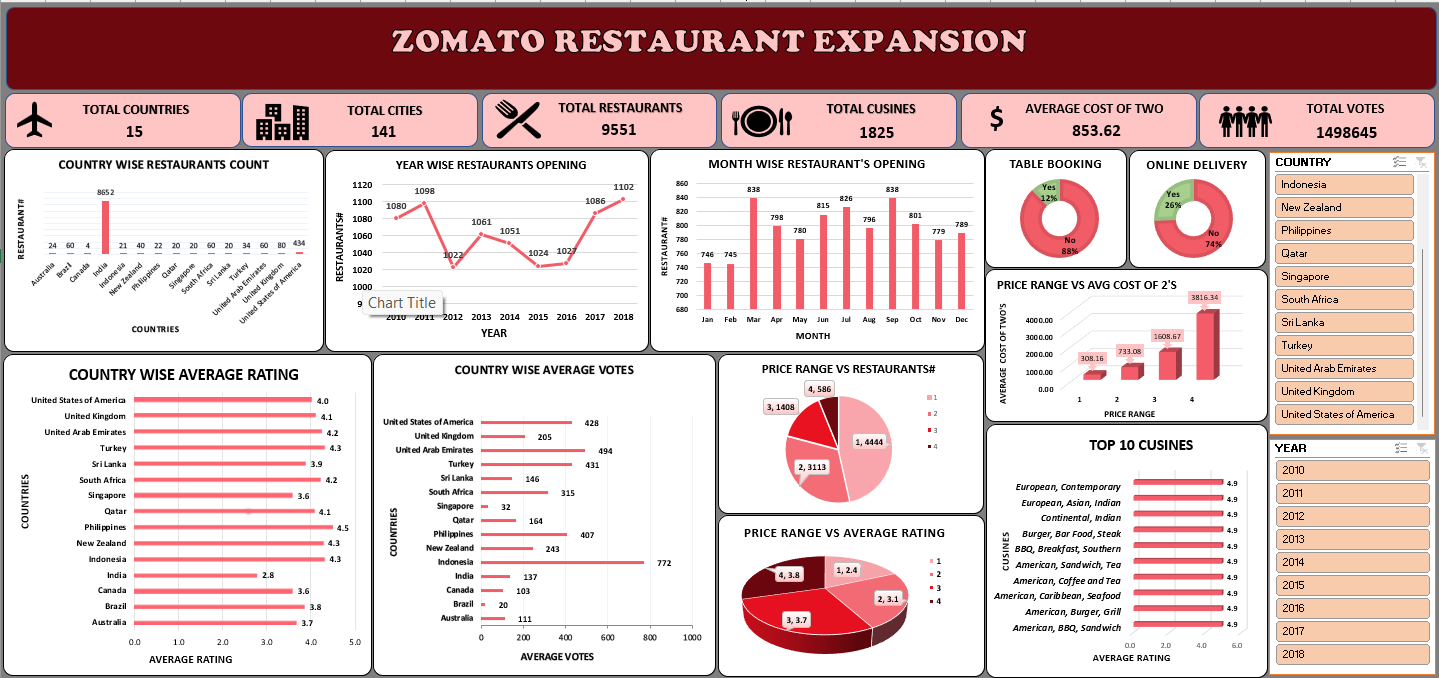 ZOMATO RESTAURANT EXPANSION
TOTAL COUNTRIES
15
TOTAL CITIES
141
TOTAL RESTAURANTS
9551
TOTAL CUSINES
1825
AVERAGE COST OF TWO
853.62
TOTAL VOTES
1498645
COUNTRY WISE RESTAURANTS COUNT
RESTAURANT#
24 60 4 8652 21 40 22 20 20 60 20 34 60 80 434
Australia Brazil Canada India Indonesia New Zealand Philippines Qatar Singapore South Africa Sri Lanka Turkey United Arab Emirates United Kingdom United States of America
COUNTRIES
YEAR WISE RESTAURANTS OPENING
RESTAURANTS#
1120
1100
1080
1060
1040
1020
1000
9
1080 1098 1022 1061 1051 1024 1027 1086 1102
Chart Title
2010 2011 2012 2013 2014 2015 2016 2017 2018
YEAR
MONTH WISE RESTAURANT'S OPENING
RESTAURANT#
860
840
820
800
780
760
740
720
700
680
746 745 838 798 780 815 826 796 838 801 779 789
Jan Feb Mar Apr May Jun Jul Aug Sep Oct Nov Dec
MONTH
TABLE BOOKING
Yes
12%
No
88%
ONLINE DELIVERY
Yes
26%
No
74%
PRICE RANGE VS AVG COST OF 2'S
AVERAGE COST OF TWO'S
4000.00
3000.00
2000.00
1000.00
0.00
308.16 733.08 1608.67 3816.34
1 2 3 4
PRICE RANGE
COUNTRY
Indonesia
New Zealand
Philippines
Qatar
Singapore
South Africa
Sri Lanka
Turkey
United Arab Emirates
United Kingdom
United States of America
COUNTRY WISE AVERAGE RATING
COUNTRIES
United States of America 4.0
United Kingdom 4.1
United Arab Emirates 4.2
Turkey 4.3
Sri Lanka 3.9
South Africa 4.2
Singapore 3.6
Qatar 4.1
Philippines 4.5
New Zealand 4.3
Indonesia 4.3
India 2.8
Canada 3.6
Brazil 3.8
Australia 3.7
0.0 1.0 2.0 3.0 4.0 5.0
AVERAGE RATING
COUNTRY WISE AVERAGE VOTES
COUNTRIES
United States of America 428
United Kingdom 205
United Arab Emirates 494
Turkey 431
Sri Lanka 146
South Africa 315
Singapore 32
Qatar 164
Philippines 407
New Zealand 243
Indonesia 772
India 137
Canada 103
Brazil 20
Australia 111
0 200 400 600 800 1000
AVERAGE VOTES
PRICE RANGE VS RESTAURANTS#
4, 586
3, 1408
1, 4444
2, 3113
1
2
3
4
PRICE RANGE VS AVERAGE RATING
4, 3.8
1, 2.4
2, 3.1
3, 3.7
1
2
3
4
TOP 10 CUSINES
CUSINES
European, Contemporary 4.9
European, Asian, Indian 4.9
Continental, Indian 4.9
Burger, Bar Food, Steak 4.9
BBQ, Breakfast, Southern 4.9
American, Sandwich, Tea 4.9
American, Coffee and Tea 4.9
American, Caribbean, Seafood 4.9
American, Burger, Grill 4.9
American, BBQ, Sandwich 4.9
0.0 2.0 4.0 6.0
AVERAGE RATING
YEAR
2010
2011
2012
2013
2014
2015
2016
2017
2018